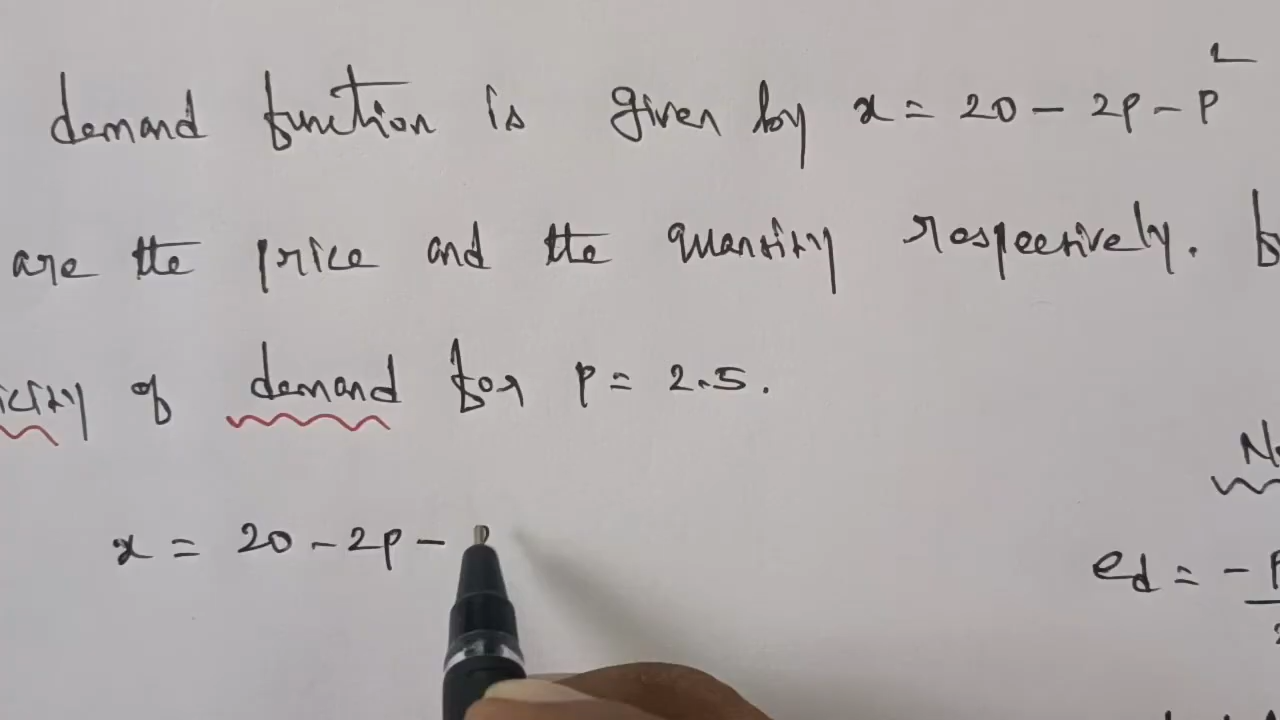 demand function is given by x = 20 - 2p - p²
are the price and the quantity respectively.
of demand for p = 2.5.
x = 20 - 2p - p
e_d = - p